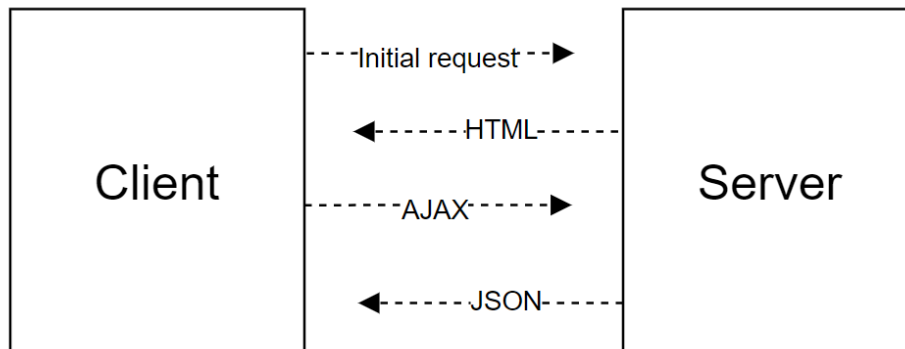 Initial request
HTML
Client
Server
AJAX
JSON